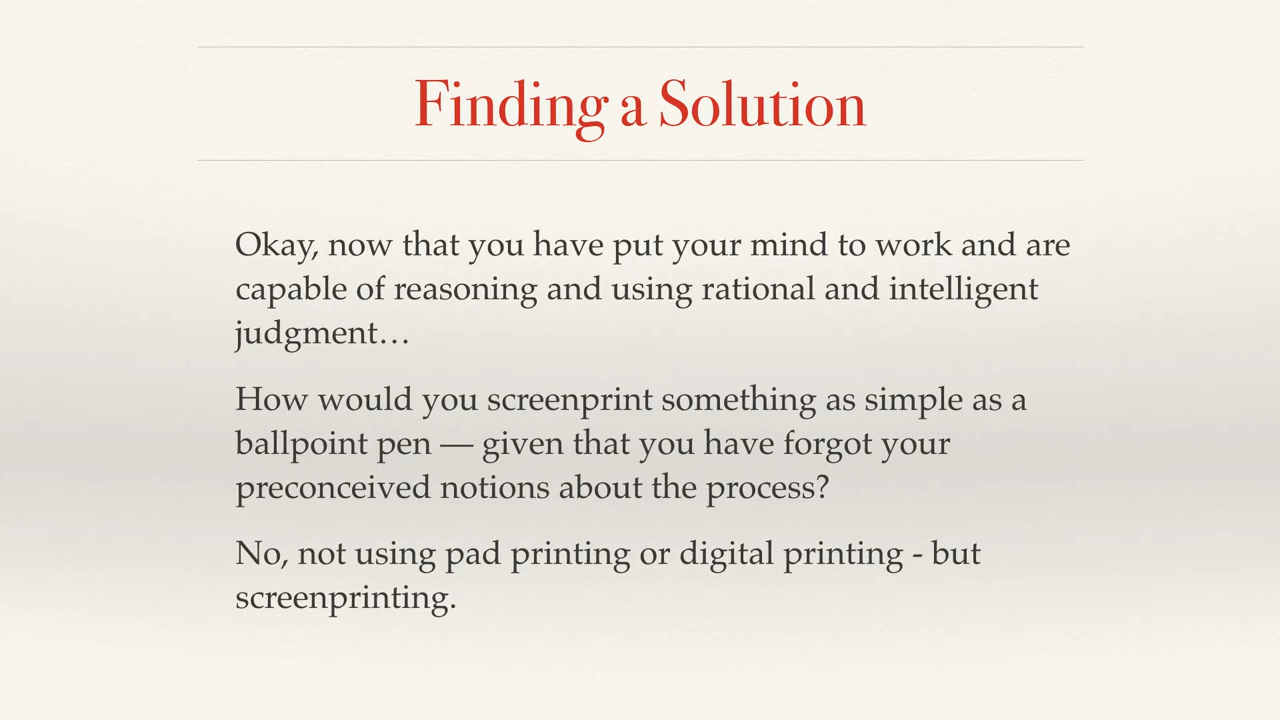 Finding a Solution
Okay, now that you have put your mind to work and are
capable of reasoning and using rational and intelligent
judgment…
How would you screenprint something as simple as a
ballpoint pen — given that you have forgot your
preconceived notions about the process?
No, not using pad printing or digital printing - but
screenprinting.